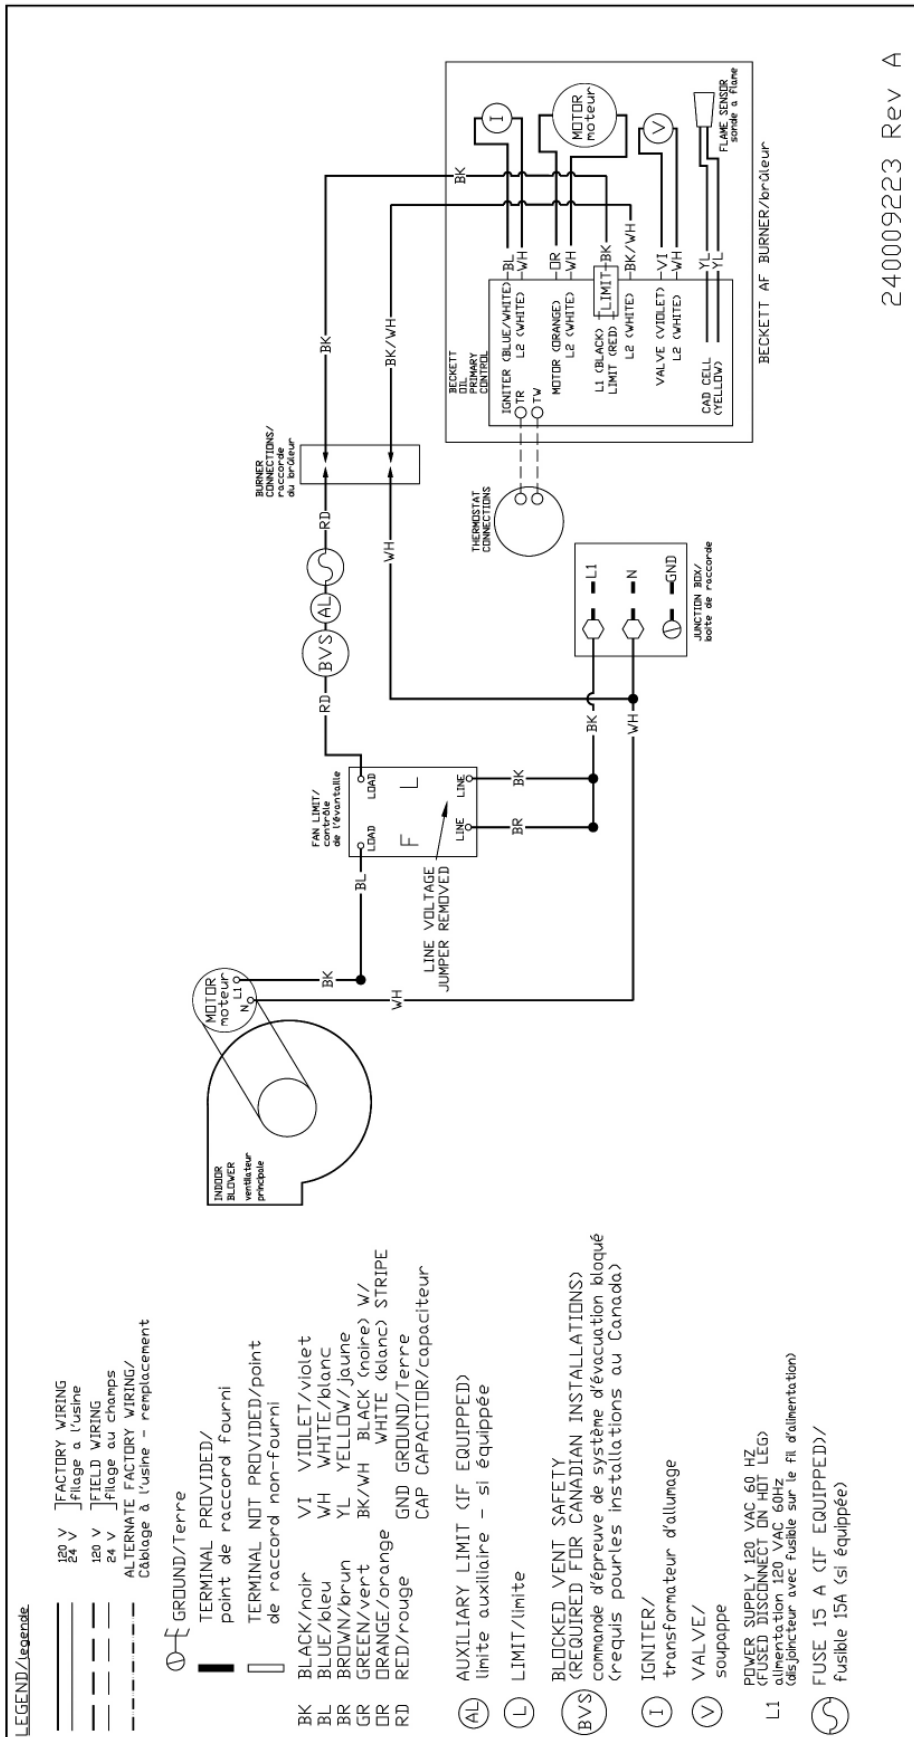 LEGEND/legende
120 V
24 V
FACTORY WIRING
filage a l'usine
120 V
24 V
FIELD WIRING
filage au champs
ALTERNATE FACTORY WIRING/
Câblage à l'usine - remplacement
GROUND/Terre
TERMINAL PROVIDED/
point de raccord fourni
TERMINAL NOT PROVIDED/point
de raccord non-fourni
BK BLACK/noir VI VIOLET/violet
BL BLUE/bleu WH WHITE/blanc
BR BROWN/brun YL YELLOW/jaune
GR GREEN/vert BK/WH BLACK (noire) W/
OR ORANGE/orange WHITE (blanc) STRIPE
RD RED/rouge GND GROUND/Terre
CAP CAPACITOR/capaciteur
AL AUXILIARY LIMIT (IF EQUIPPED)
limite auxiliaire - si équippée
L LIMIT/limite
BLOCKED VENT SAFETY
BVS (REQUIRED FOR CANADIAN INSTALLATIONS)
commande d'épreuve de système d'évacuation bloqué
(requis pourles installations au Canada)
I IGNITER/
transformateur d'allumage
V VALVE/
soupappe
L1 POWER SUPPLY 120 VAC 60 HZ
(FUSED DISCONNECT ON HOT LEG)
alimentation 120 VAC 60Hz
(disjoncteur avec fusible sur le fil d'alimentation)
FUSE 15 A (IF EQUIPPED)/
fusible 15A (si équippée)
INDOOR
BLOWER
ventilateur
principale
MOTOR
moteur
L1
N
BK
WH
BL
FAN LIMIT/
contrôle
de l'évantaille
LOAD
LOAD
F
L
LINE
LINE
LINE VOLTAGE
JUMPER REMOVED
BR
BK
BK
WH
RD
BVS
AL
RD
WH
BURNER
CONNECTIONS/
raccorde
du brûleur
BK
BK/WH
THERMOSTAT
CONNECTIONS
L1
N
GND
JUNCTION BOX/
boite de raccorde
BECKETT
OIL
PRIMARY
CONTROL
TR
TW
IGNITER (BLUE/WHITE)
L2 (WHITE)
MOTOR (ORANGE)
L2 (WHITE)
L1 (BLACK)
LIMIT (RED)
LIMIT
L2 (WHITE)
VALVE (VIOLET)
L2 (WHITE)
CAD CELL
(YELLOW)
BK
BL
WH
OR
WH
BK
BK/WH
VI
WH
YL
YL
I
MOTOR
moteur
V
FLAME SENSOR
sonde a flame
BECKETT AF BURNER/brûleur
240009223 Rev A